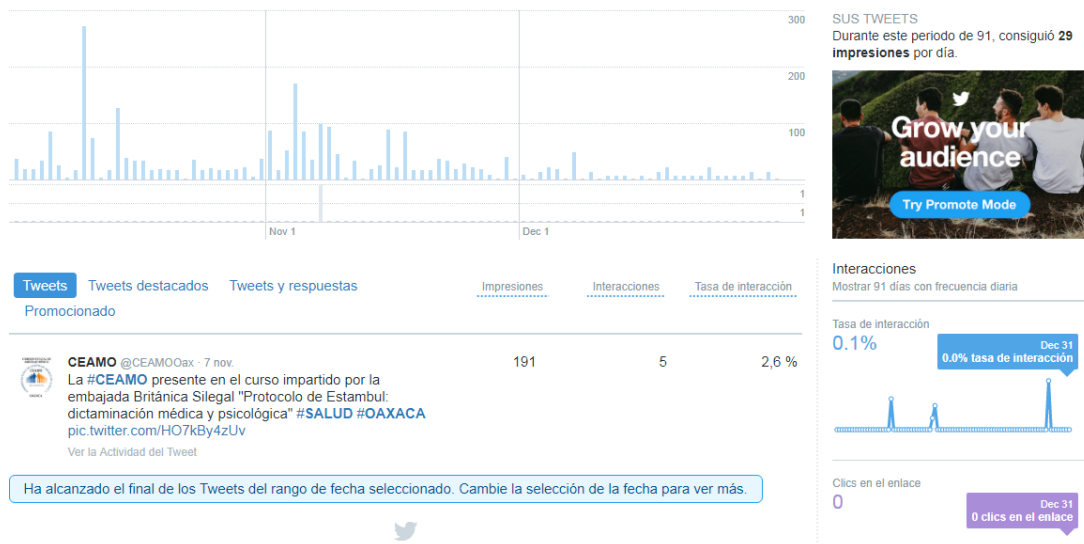 300
200
100
1
1
Nov 1
Dec 1
SUS TWEETS
Durante este periodo de 91, consiguió 29
impresiones por día.
Grow your
audience
Try Promote Mode
Tweets
Tweets destacados
Tweets y respuestas
Promocionado
Impresiones
Interacciones
Tasa de interacción
CEAMO @CEAMOOax · 7 nov.
La #CEAMO presente en el curso impartido por la
embajada Británica Silegal "Protocolo de Estambul:
dictaminación médica y psicológica" #SALUD #OAXACA
pic.twitter.com/HO7kBy4zUv
Ver la Actividad del Tweet
191
5
2,6 %
Ha alcanzado el final de los Tweets del rango de fecha seleccionado. Cambie la selección de la fecha para ver más.
Interacciones
Mostrar 91 días con frecuencia diaria
Tasa de interacción
0.1%
Dec 31
0.0% tasa de interacción
Clics en el enlace
0
Dec 31
0 clics en el enlace